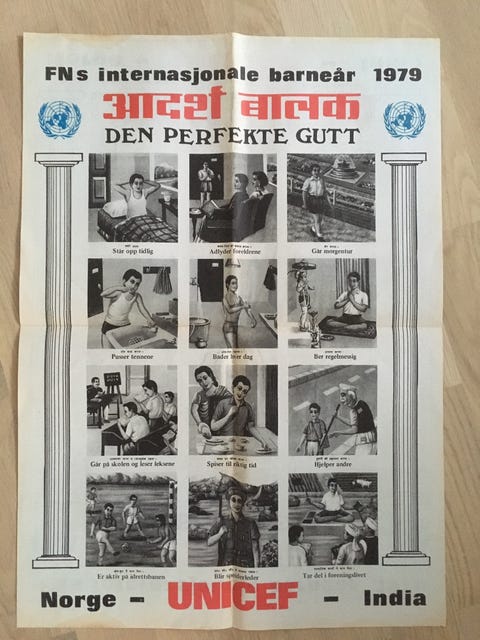 FNs internasjonale barneår 1979
आदर्श बालक
DEN PERFEKTE GUTT
Står opp tidlig
Adlyder foreldrene
Går morgentur
Pusser tennene
Bader hver dag
Ber regelmessig
Går på skolen og leser leksene
Spiser til riktig tid
Hjelper andre
Er aktiv på idrettsbanen
Blir speiderleder
Tar del i foreningslivet
Norge - UNICEF - India